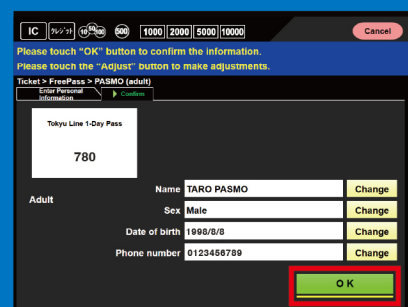 IC クレジット 10 50 100 500 1000 2000 5000 10000 Cancel
Please touch "OK" button to confirm the information.
Please touch the "Adjust" button to make adjustments.
Ticket > FreePass > PASMO (adult)
Enter Personal Information
Confirm
Tokyu Line 1-Day Pass
780
Adult
Name TARO PASMO Change
Sex Male Change
Date of birth 1998/8/8 Change
Phone number 0123456789 Change
OK